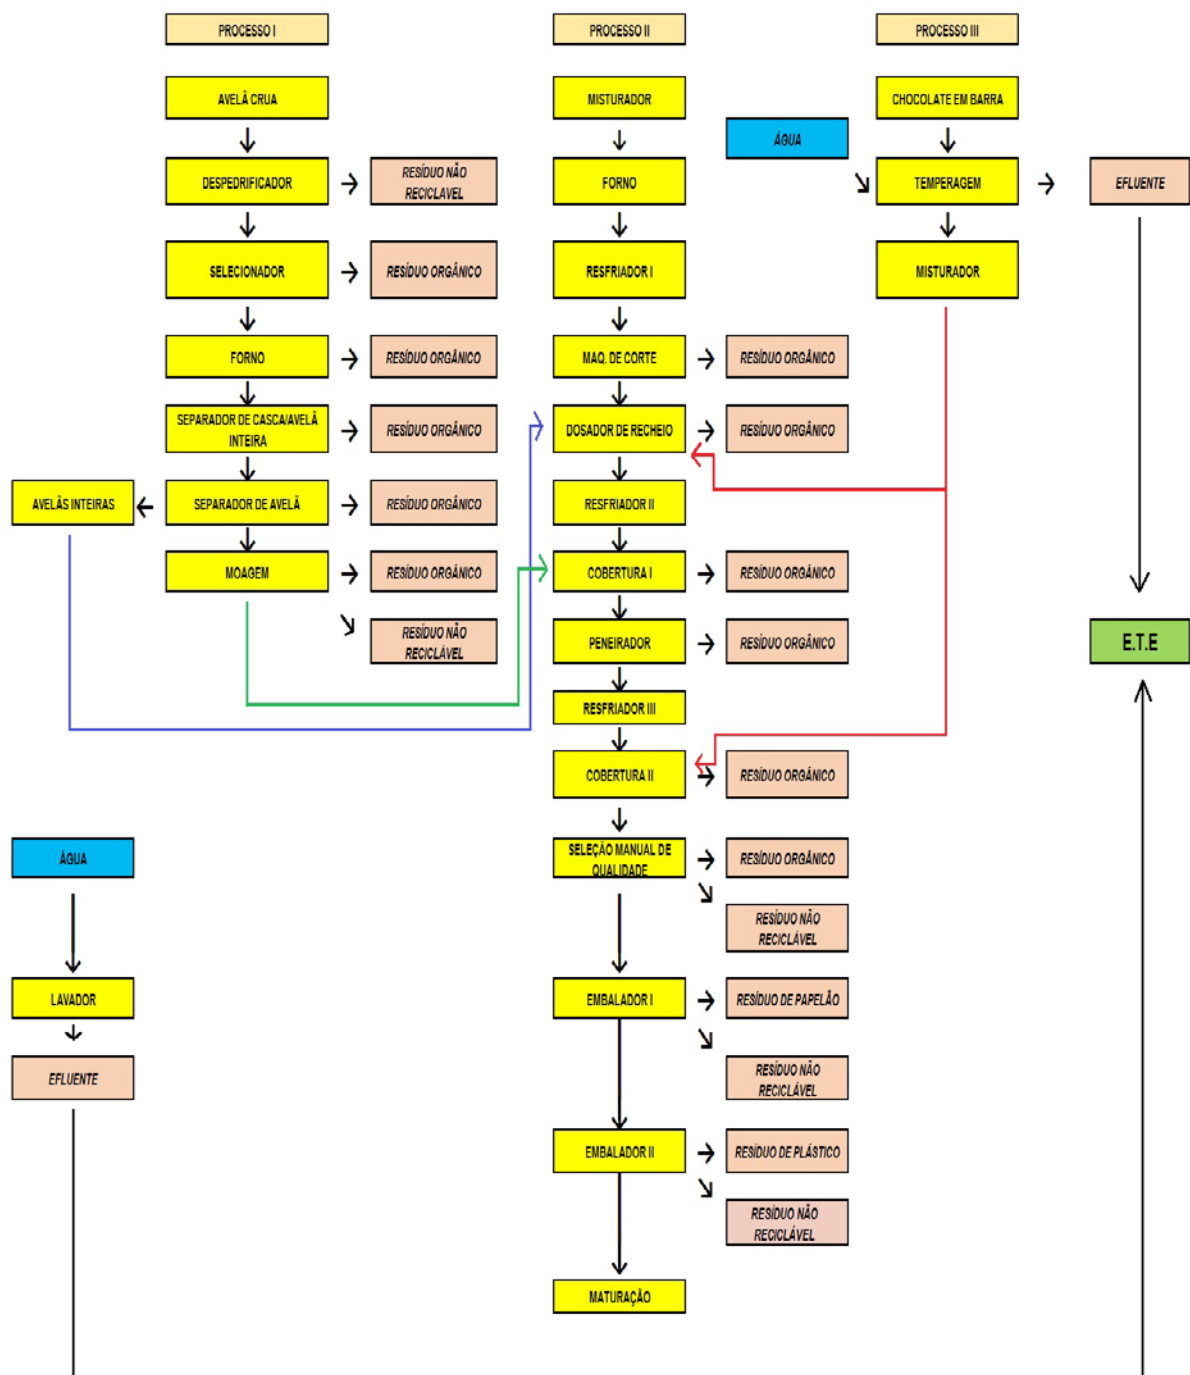 PROCESSO I
PROCESSO II
PROCESSO III
AVELÃ CRUA
MISTURADOR
CHOCOLATE EM BARRA
ÁGUA
DESPEDRIFICADOR
RESÍDUO NÃO
RECICLAVEL
FORNO
TEMPERAGEM
EFLUENTE
SELECIONADOR
RESÍDUO ORGÂNICO
RESFRIADOR I
MISTURADOR
FORNO
RESÍDUO ORGÂNICO
MAQ. DE CORTE
RESÍDUO ORGÂNICO
SEPARADOR DE CASCA/AVELÃ
INTEIRA
RESÍDUO ORGÂNICO
DOSADOR DE RECHEIO
RESÍDUO ORGÂNICO
AVELÃS INTEIRAS
SEPARADOR DE AVELÃ
RESÍDUO ORGÂNICO
RESFRIADOR II
MOAGEM
RESÍDUO ORGÂNICO
COBERTURA I
RESÍDUO ORGÂNICO
RESÍDUO NÃO
RECICLÁVEL
PENEIRADOR
RESÍDUO ORGÂNICO
E.T.E
RESFRIADOR III
COBERTURA II
RESÍDUO ORGÂNICO
ÁGUA
SELEÇÃO MANUAL DE
QUALIDADE
RESÍDUO ORGÂNICO
RESÍDUO NÃO
RECICLÁVEL
LAVADOR
EMBALADOR I
RESÍDUO DE PAPELÃO
EFLUENTE
RESÍDUO NÃO
RECICLÁVEL
EMBALADOR II
RESÍDUO DE PLÁSTICO
RESÍDUO NÃO
RECICLÁVEL
MATURAÇÃO